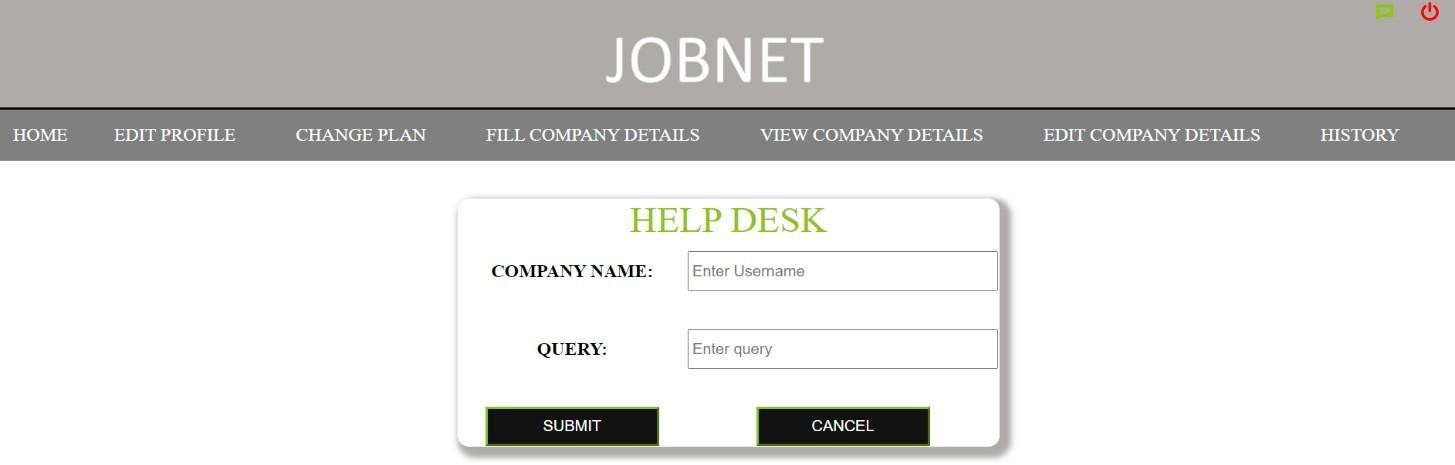 JOBNET
HOME EDIT PROFILE CHANGE PLAN FILL COMPANY DETAILS VIEW COMPANY DETAILS EDIT COMPANY DETAILS HISTORY
HELP DESK
COMPANY NAME: Enter Username
QUERY: Enter query
SUBMIT CANCEL